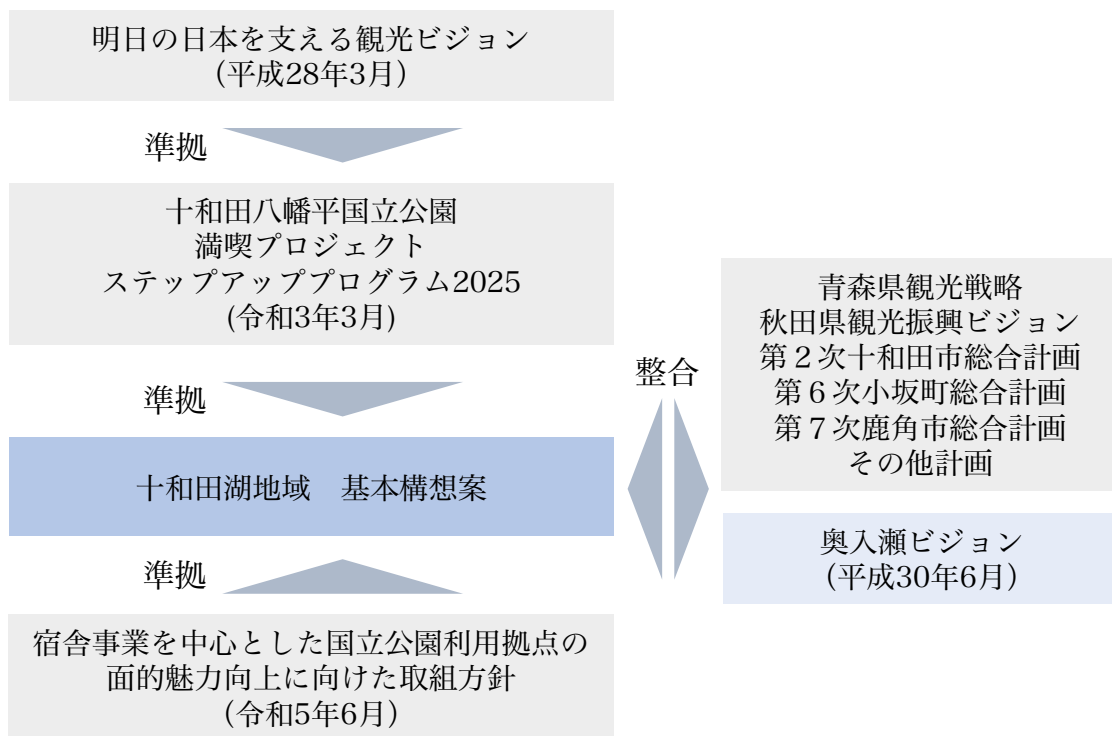 明日の日本を支える観光ビジョン
(平成28年3月)
準拠
十和田八幡平国立公園
満喫プロジェクト
ステップアッププログラム2025
(令和3年3月)
準拠
十和田湖地域　基本構想案
準拠
宿舎事業を中心とした国立公園利用拠点の
面的魅力向上に向けた取組方針
(令和5年6月)
整合
青森県観光戦略
秋田県観光振興ビジョン
第２次十和田市総合計画
第６次小坂町総合計画
第７次鹿角市総合計画
その他計画
奥入瀬ビジョン
(平成30年6月)